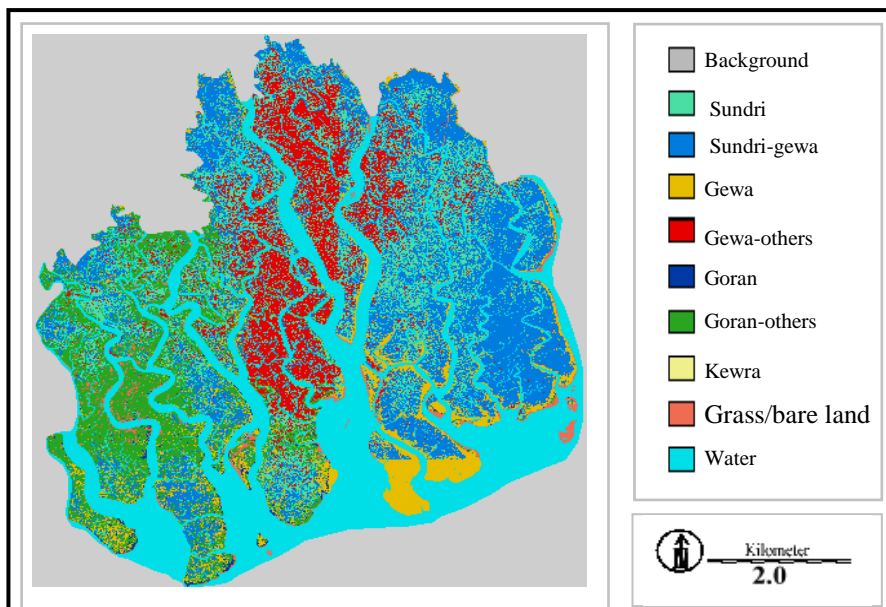 Background
Sundri
Sundri-gewa
Gewa
Gewa-others
Goran
Goran-others
Kewra
Grass/bare land
Water
N
Kilometer
2.0